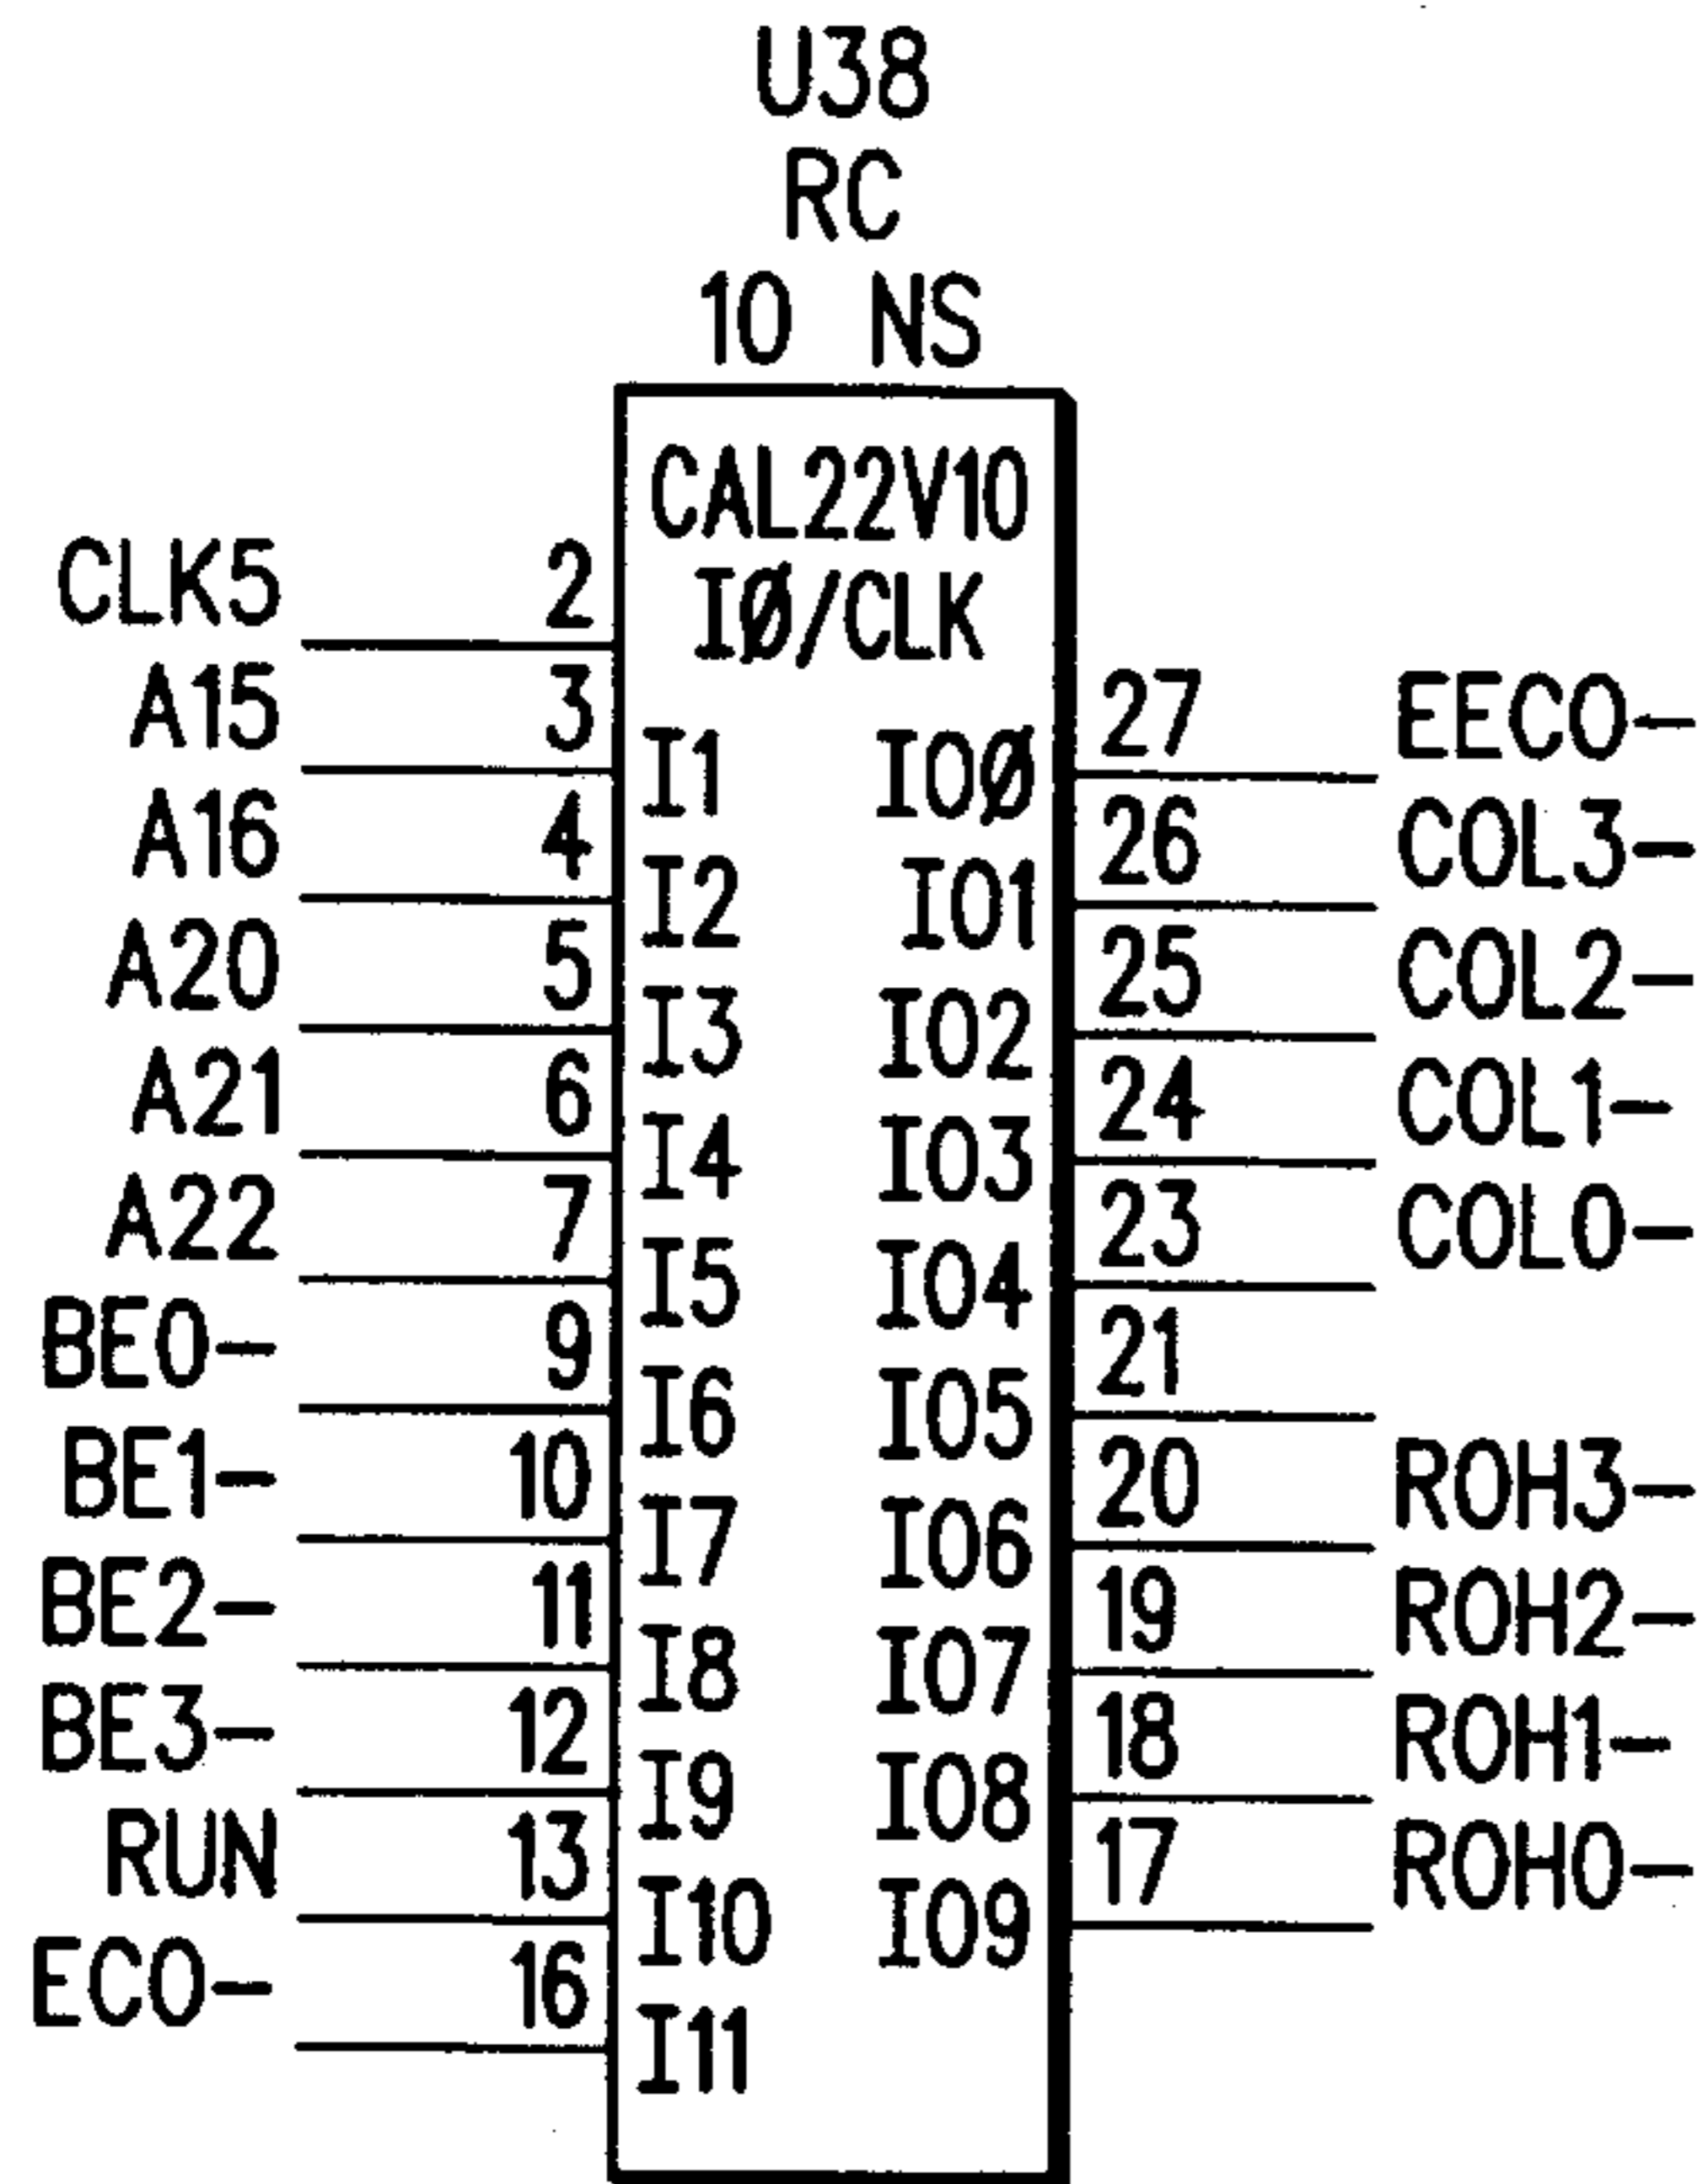 U38
RC
10 NS
CAL22V10
CLK5 2 IØ/CLK
A15 3 I1 IOØ 27 EECO-
A16 4 I2 IO1 26 COL3-
A20 5 I3 IO2 25 COL2-
A21 6 I4 IO3 24 COL1-
A22 7 I5 IO4 23 COL0-
BE0- 9 I6 IO5 21
BE1- 10 I7 IO6 20 ROH3-
BE2- 11 I8 IO7 19 ROH2-
BE3- 12 I9 IO8 18 ROH1-
RUN 13 I10 IO9 17 ROH0-
ECO- 16 I11